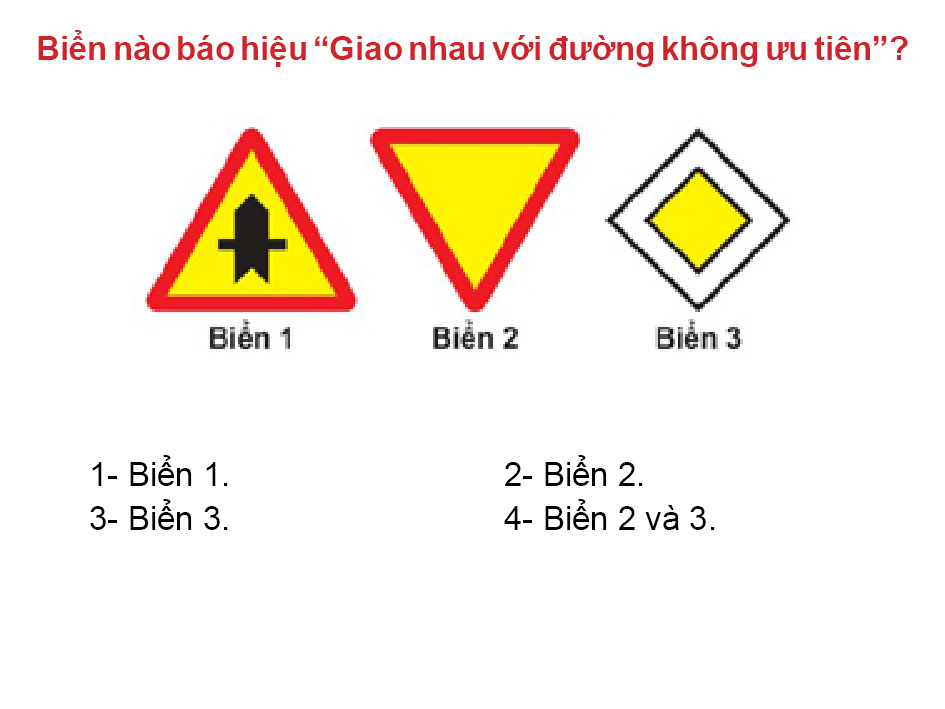 Biển nào báo hiệu “Giao nhau với đường không ưu tiên”?
Biển 1 Biển 2 Biển 3
1- Biển 1. 2- Biển 2.
3- Biển 3. 4- Biển 2 và 3.